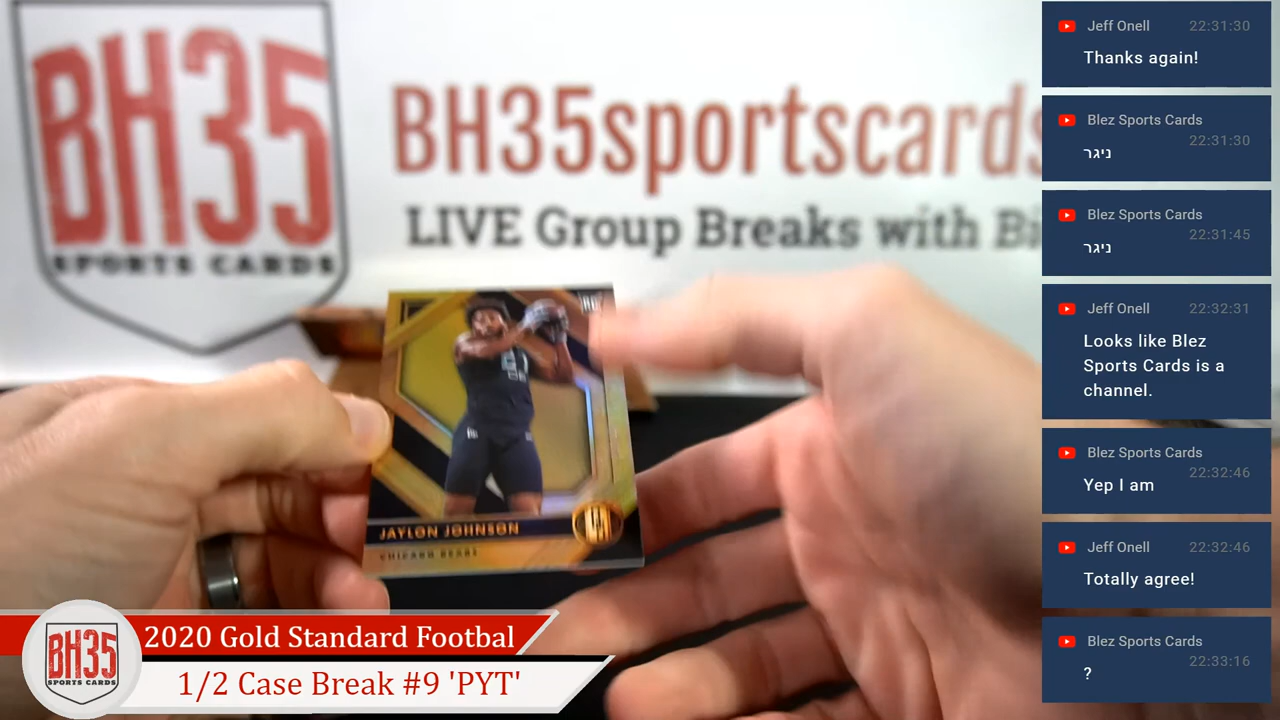 BH35
SPORTS CARDS
BH35sportscards
LIVE Group Breaks with Bi
JAYLON JOHNSON
CHICAGO BEARS
BH35
SPORTS CARDS
2020 Gold Standard Footbal
1/2 Case Break #9 'PYT'
Jeff Onell 22:31:30
Thanks again!
Blez Sports Cards
22:31:30
ניגר
Blez Sports Cards
22:31:45
ניגר
Jeff Onell 22:32:31
Looks like Blez
Sports Cards is a
channel.
Blez Sports Cards
22:32:46
Yep I am
Jeff Onell 22:32:46
Totally agree!
Blez Sports Cards
22:33:16
?